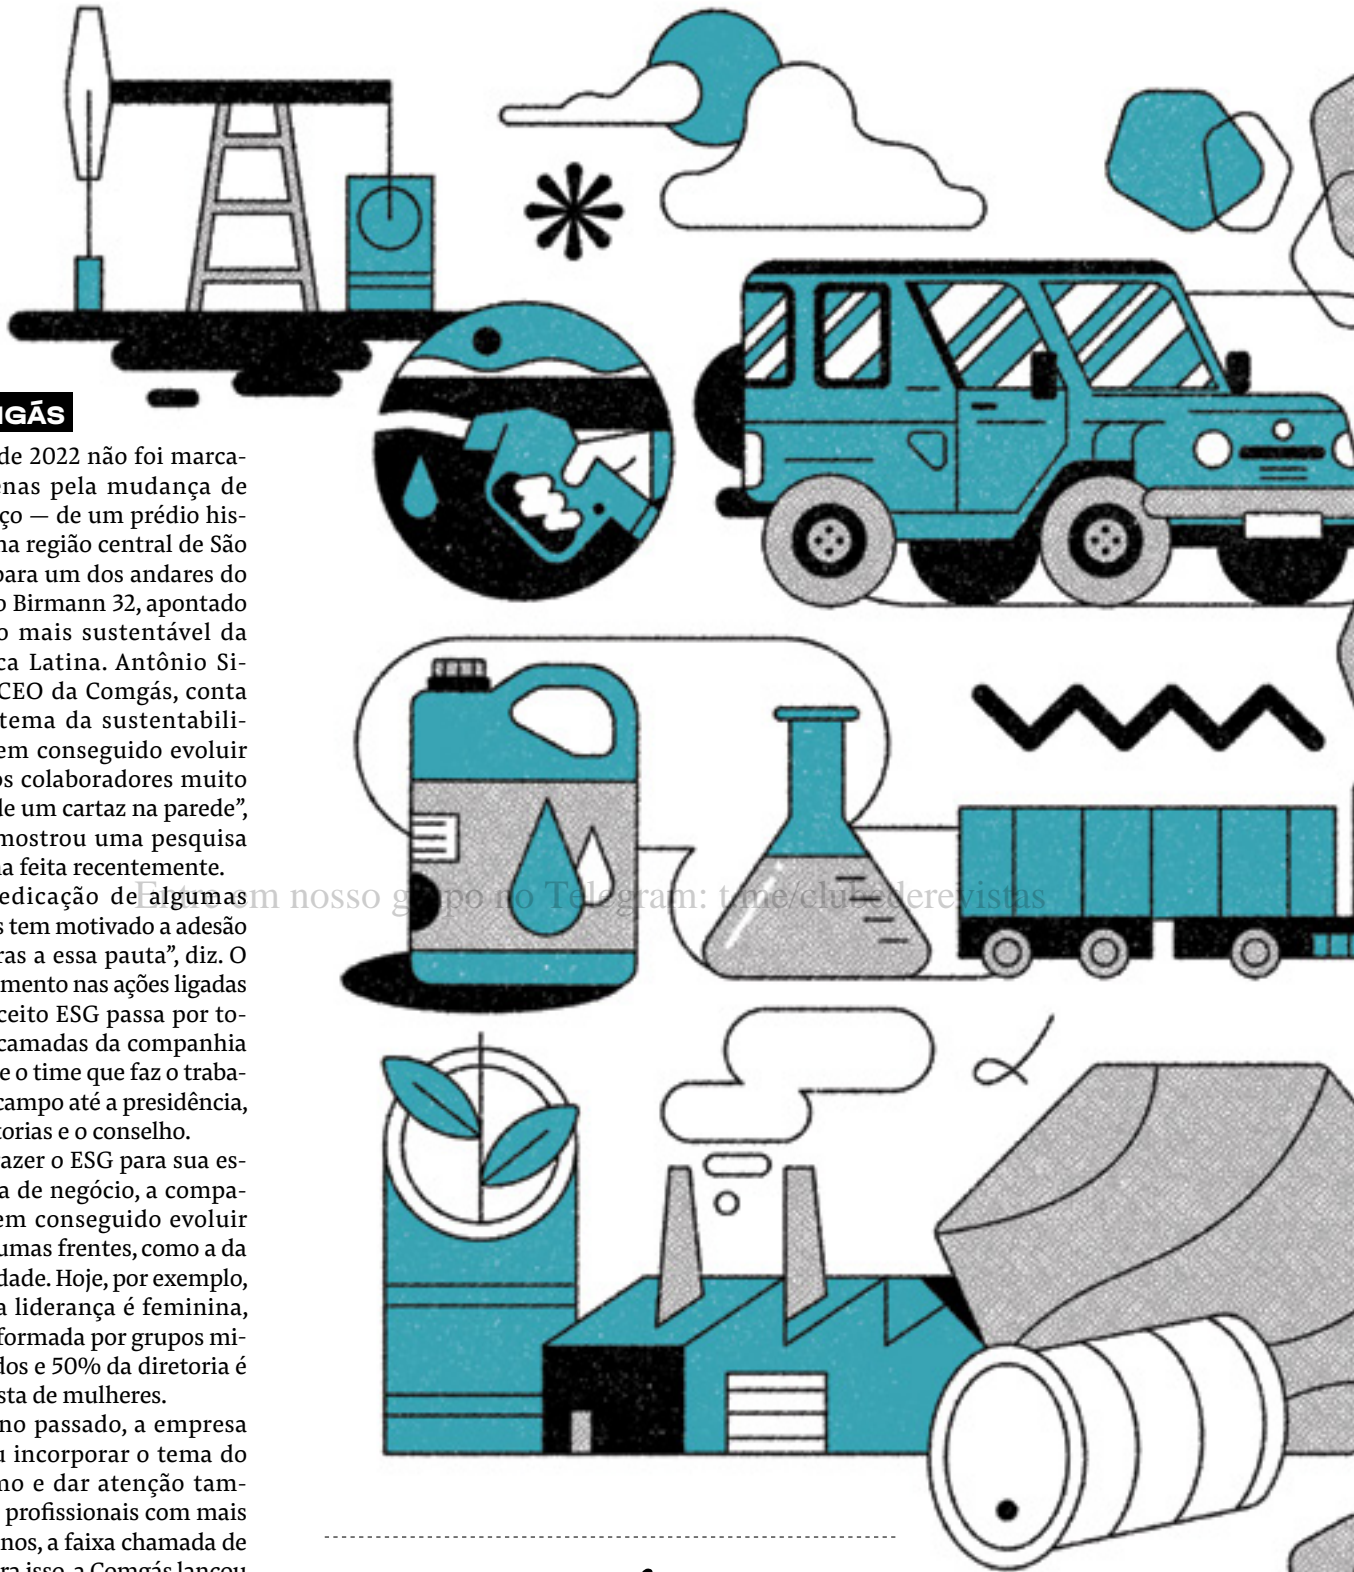 GÁS
de 2022 não foi marca-
enas pela mudança de
ço — de um prédio his-
na região central de São
para um dos andares do
o Birmann 32, apontado
o mais sustentável da
ca Latina. Antônio Si-
CEO da Comgás, conta
tema da sustentabili-
em conseguido evoluir
os colaboradores muito
de um cartaz na parede”,
mostrou uma pesquisa
na feita recentemente.
edicação de algumas
s tem motivado a adesão
ras a essa pauta”, diz. O
mento nas ações ligadas
ceito ESG passa por to-
camadas da companhia
e o time que faz o traba-
campo até a presidência,
torias e o conselho.
azer o ESG para sua es-
a de negócio, a compa-
em conseguido evoluir
umas frentes, como a da
dade. Hoje, por exemplo,
a liderança é feminina,
formada por grupos mi-
dos e 50% da diretoria é
sta de mulheres.
no passado, a empresa
u incorporar o tema do
mo e dar atenção tam-
profissionais com mais
nos, a faixa chamada de
ra isso, a Comgás lançou
Entre em nosso grupo no Telegram: t.me/clubederevistas